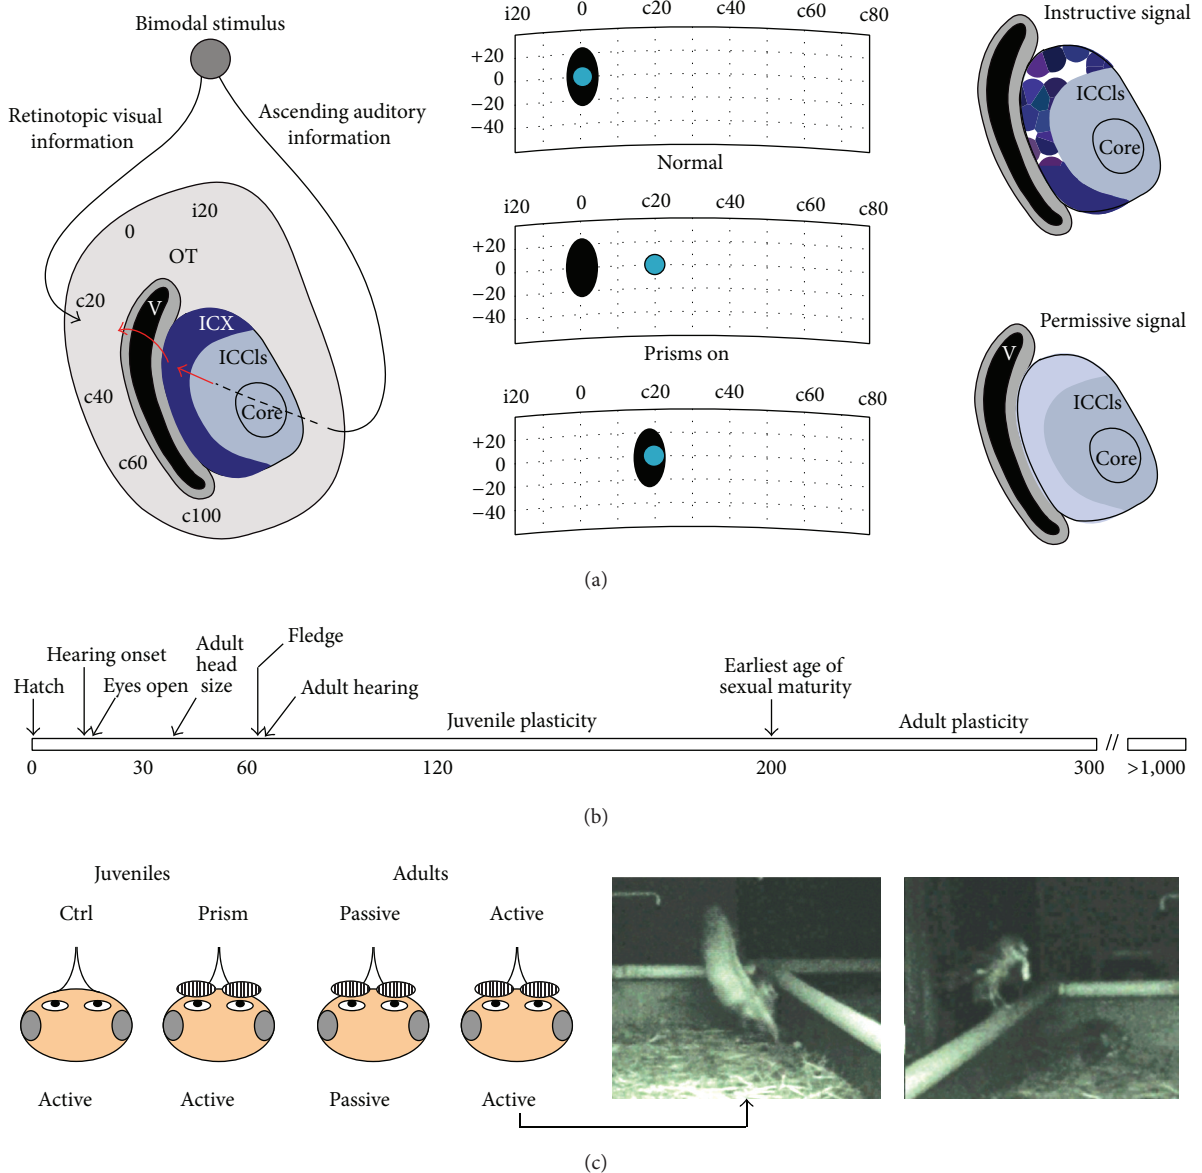 Bimodal stimulus
Retinotopic visual
information
Ascending auditory
information
i20
0
OT
c20
V
ICX
ICCls
c40
Core
c60
c100
i20 0 c20 c40 c60 c80
+20
0
−20
−40
Normal
i20 0 c20 c40 c60 c80
+20
0
−20
−40
Prisms on
i20 0 c20 c40 c60 c80
+20
0
−20
−40
Instructive signal
ICCls
Core
Permissive signal
V
ICCls
Core
(a)
Hatch
Hearing onset
Eyes open
Adult
head
size
Fledge
Adult hearing
Juvenile plasticity
Earliest age of
sexual maturity
Adult plasticity
0 30 60 120 200 300 // >1,000
(b)
Juveniles Adults
Ctrl Prism Passive Active
Active Active Passive Active
(c)